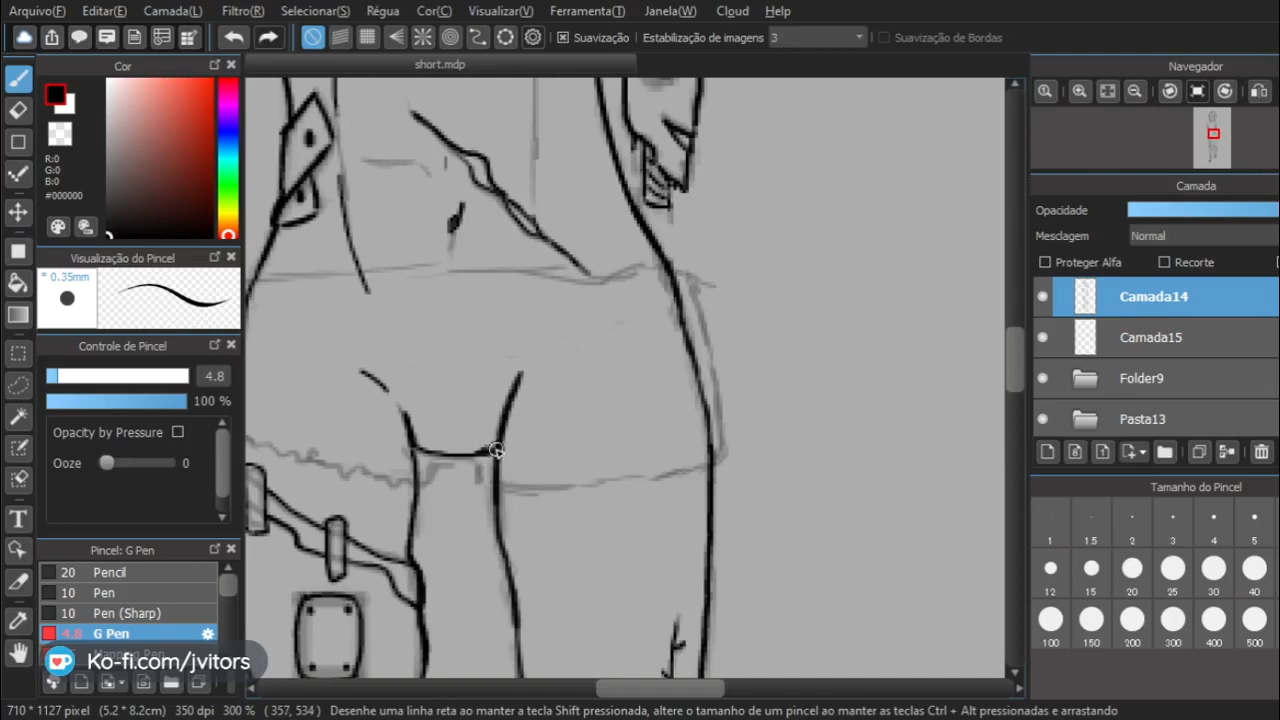 Arquivo(F) Editar(E) Camada(L) Filtro(R) Selecionar(S) Régua Cor(C) Visualizar(V) Ferramenta(T) Janela(W) Cloud Help
Suavização Estabilização de imagens 3 Suavização de Bordas
Cor
short.mdp
Navegador
R:0
G:0
B:0
#000000
Camada
Opacidade
Mesclagem Normal
Proteger Alfa Recorte
Visualização do Pincel
* 0.35mm
Camada14
Camada15
Folder9
Pasta13
Controle de Pincel
4.8
100 %
Opacity by Pressure
Ooze 0
Tamanho do Pincel
1 1.5 2 3 4 5
12 15 20 25 30 40
100 150 200 300 400 500
Pincel: G Pen
20 Pencil
10 Pen
10 Pen (Sharp)
4.8 G Pen
Ko-fi.com/jvitors
710 * 1127 pixel (5.2 * 8.2cm) 350 dpi 300 % ( 357, 534 ) Desenhe uma linha reta ao manter a tecla Shift pressionada, altere o tamanho de um pincel ao manter as teclas Ctrl + Alt pressionadas e arrastando